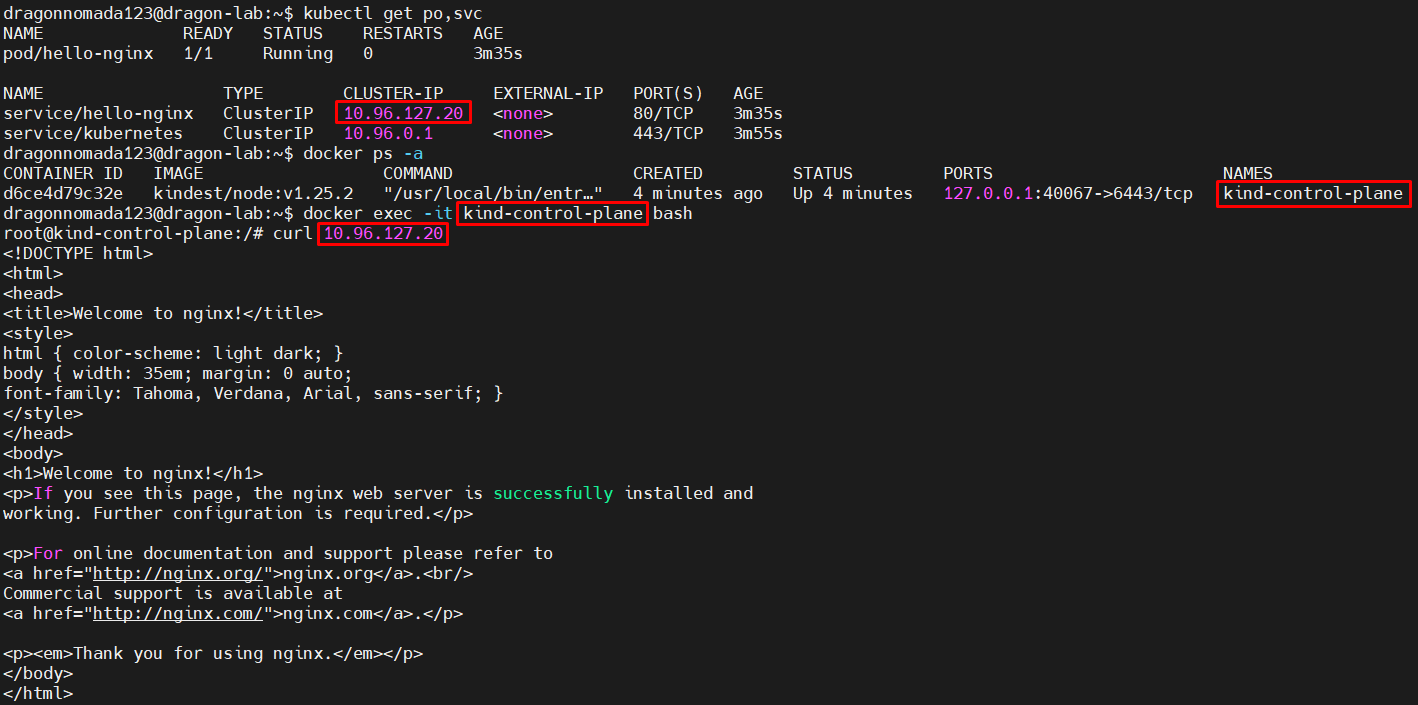 dragonnomada123@dragon-lab:~$ kubectl get po,svc
NAME              READY   STATUS    RESTARTS   AGE
pod/hello-nginx   1/1     Running   0          3m35s

NAME                  TYPE        CLUSTER-IP     EXTERNAL-IP   PORT(S)   AGE
service/hello-nginx   ClusterIP   10.96.127.20   <none>        80/TCP    3m35s
service/kubernetes    ClusterIP   10.96.0.1      <none>        443/TCP   3m55s
dragonnomada123@dragon-lab:~$ docker ps -a
CONTAINER ID   IMAGE                  COMMAND                  CREATED         STATUS         PORTS                       NAMES
d6ce4d79c32e   kindest/node:v1.25.2   "/usr/local/bin/entr…"   4 minutes ago   Up 4 minutes   127.0.0.1:40067->6443/tcp   kind-control-plane
dragonnomada123@dragon-lab:~$ docker exec -it kind-control-plane bash
root@kind-control-plane:/# curl 10.96.127.20
<!DOCTYPE html>
<html>
<head>
<title>Welcome to nginx!</title>
<style>
html { color-scheme: light dark; }
body { width: 35em; margin: 0 auto;
font-family: Tahoma, Verdana, Arial, sans-serif; }
</style>
</head>
<body>
<h1>Welcome to nginx!</h1>
<p>If you see this page, the nginx web server is successfully installed and
working. Further configuration is required.</p>

<p>For online documentation and support please refer to
<a href="http://nginx.org/">nginx.org</a>.<br/>
Commercial support is available at
<a href="http://nginx.com/">nginx.com</a>.</p>

<p><em>Thank you for using nginx.</em></p>
</body>
</html>